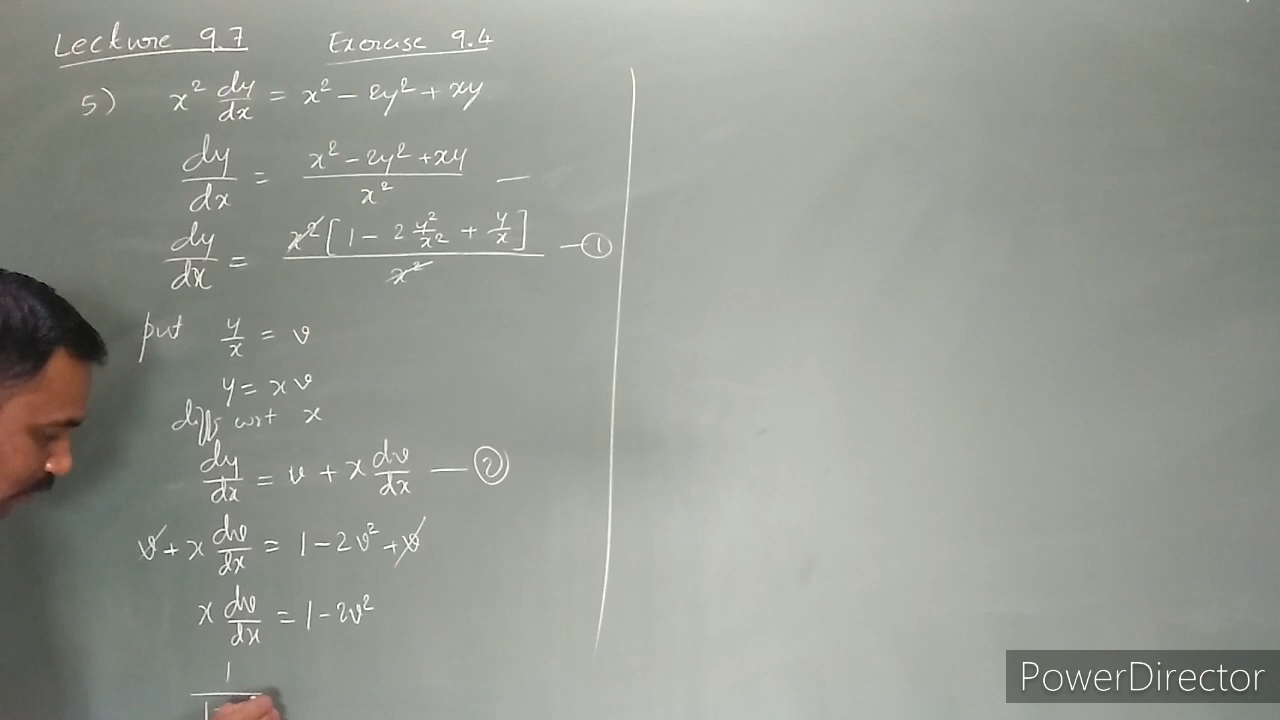 Lecture 9.7 Exercise 9.4
5) x² dy/dx = x² - 2y² + xy
dy/dx = x² - 2y² + xy / x² —
dy/dx = x² [1 - 2 y²/x² + y/x] / x² — ①
put y/x = v
y = x v
diff wrt x
dy/dx = v + x dv/dx — ②
v + x dv/dx = 1 - 2v² + v
x dv/dx = 1 - 2v²
1
1-
PowerDirector